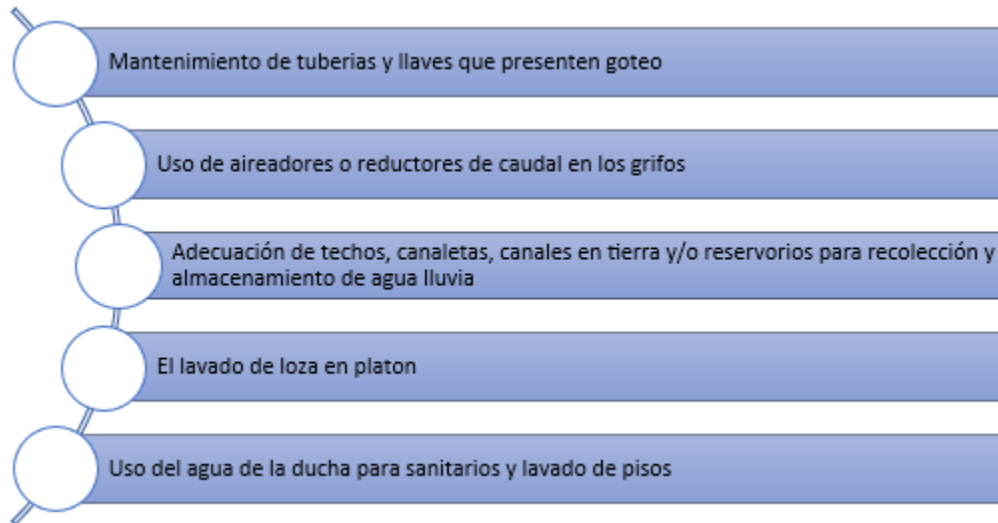 Mantenimiento de tuberias y llaves que presenten goteo
Uso de aireadores o reductores de caudal en los grifos
Adecuación de techos, canaletas, canales en tierra y/o reservorios para recolección y
almacenamiento de agua lluvia
El lavado de loza en platon
Uso del agua de la ducha para sanitarios y lavado de pisos